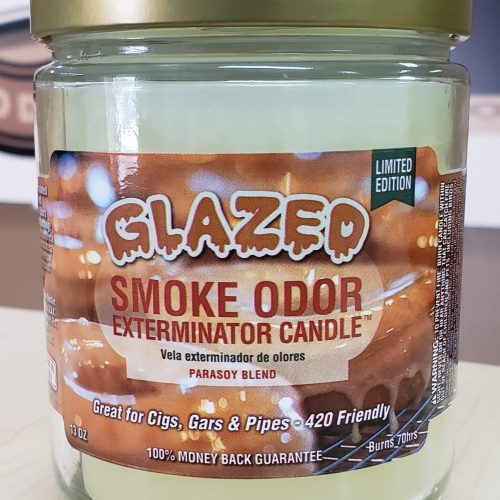 LIMITED
EDITION
GLAZED
SMOKE ODOR
EXTERMINATOR CANDLE™
Vela exterminador de olores
PARASOY BLEND
Great for Cigs, Gars & Pipes - 420 Friendly
13 OZ
Burns 70hrs
100% MONEY BACK GUARANTEE
WARNING: